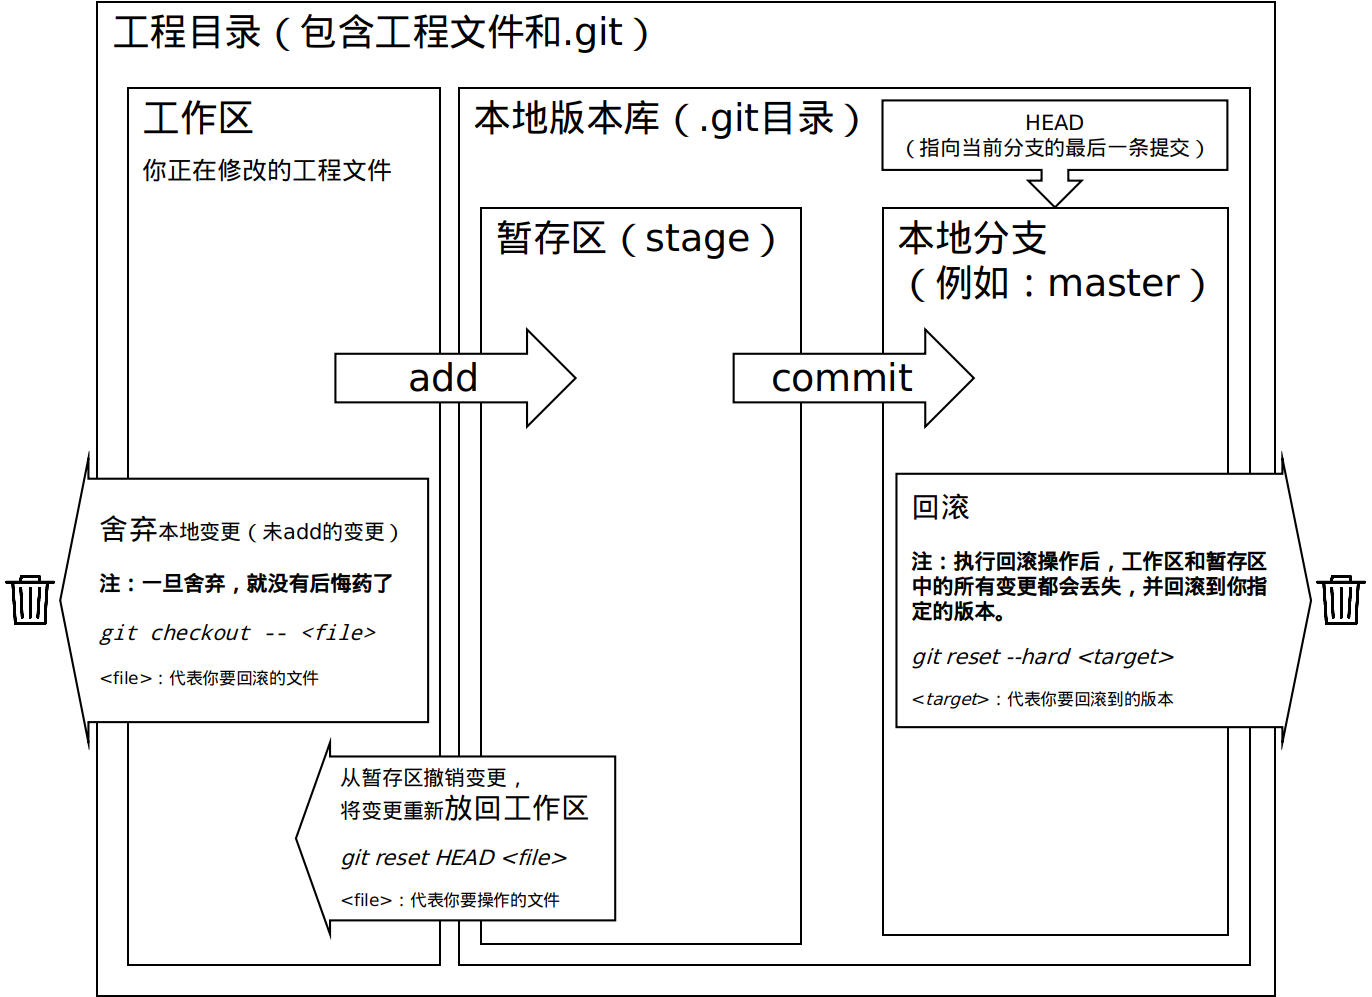 工程目录（包含工程文件和.git）
工作区
你正在修改的工程文件
本地版本库（.git目录）
HEAD
（指向当前分支的最后一条提交）
暂存区（stage）
本地分支
（例如：master）
add
commit
舍弃本地变更（未add的变更）
注：一旦舍弃，就没有后悔药了
git checkout -- <file>
<file>：代表你要回滚的文件
回滚
注：执行回滚操作后，工作区和暂存区
中的所有变更都会丢失，并回滚到你指
定的版本。
git reset --hard <target>
<target>：代表你要回滚到的版本
从暂存区撤销变更，
将变更重新放回工作区
git reset HEAD <file>
<file>：代表你要操作的文件